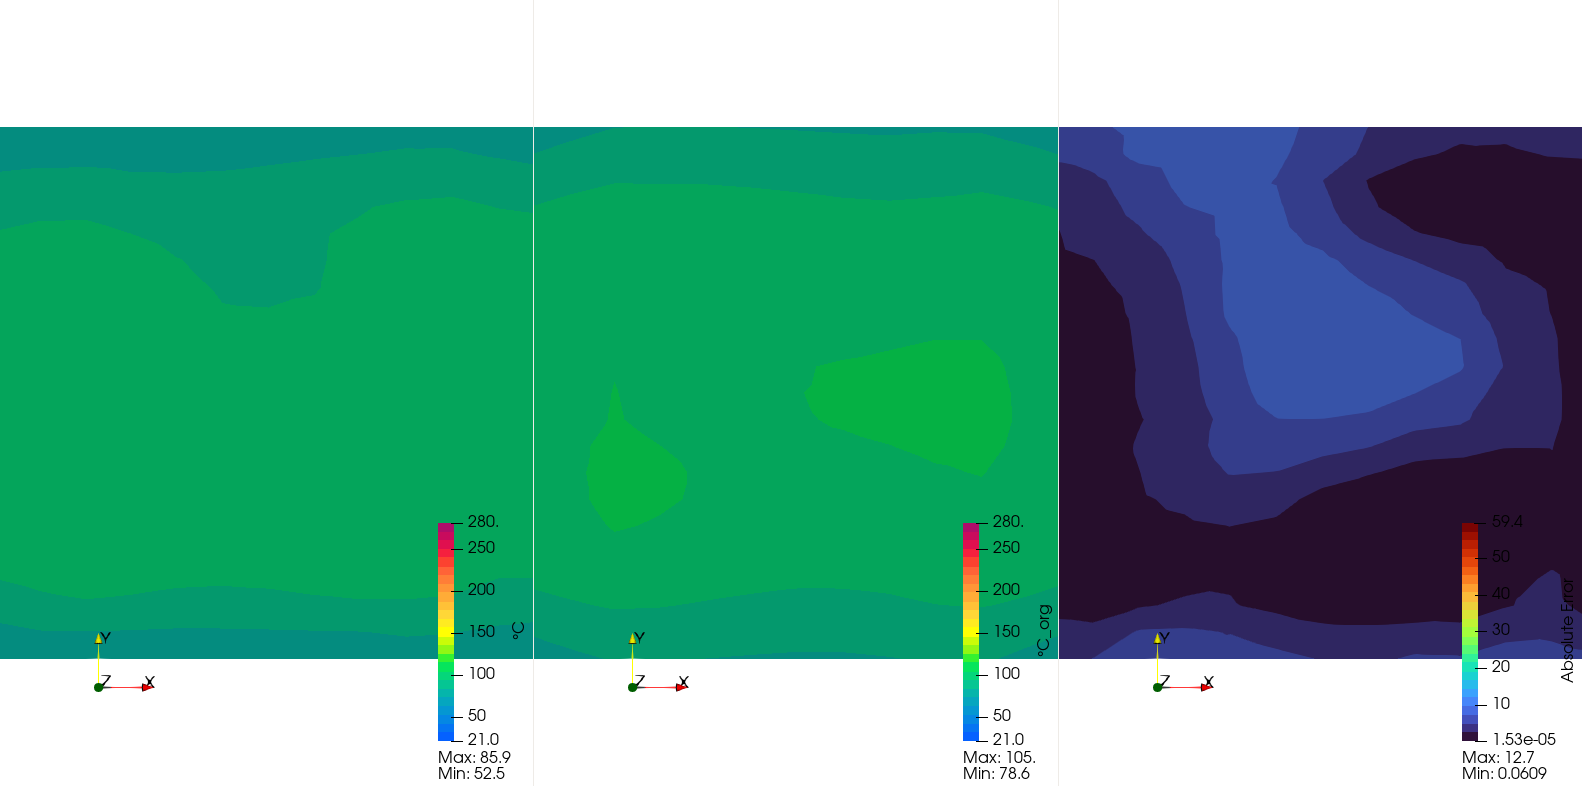 280.
250
200
150
100
50
21.0
°C
Max: 85.9
Min: 52.5
Y
Z
X
280.
250
200
150
100
50
21.0
°C_org
Max: 105.
Min: 78.6
Y
Z
X
59.4
50
40
30
20
10
1.53e-05
Absolute Error
Max: 12.7
Min: 0.0609
Y
Z
X